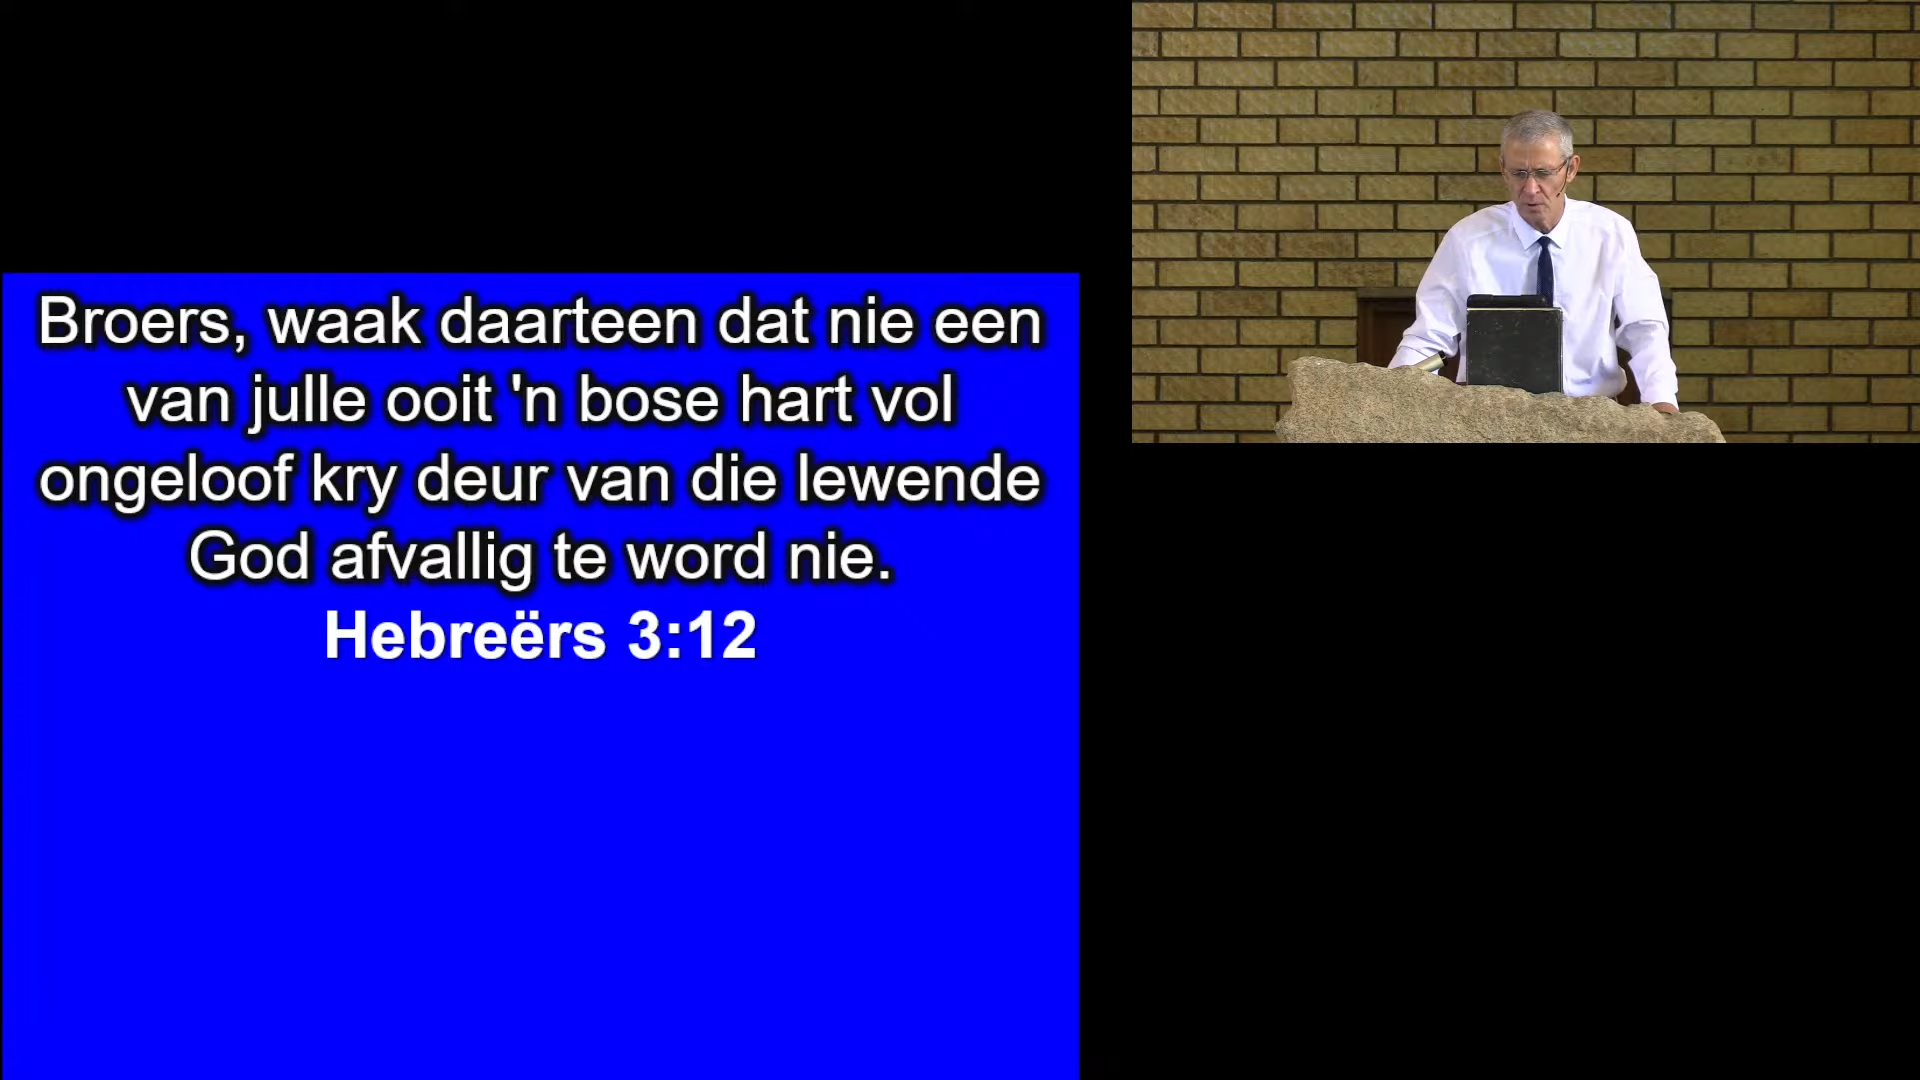 Broers, waak daarteen dat nie een
van julle ooit 'n bose hart vol
ongeloof kry deur van die lewende
God afvallig te word nie.
Hebreërs 3:12